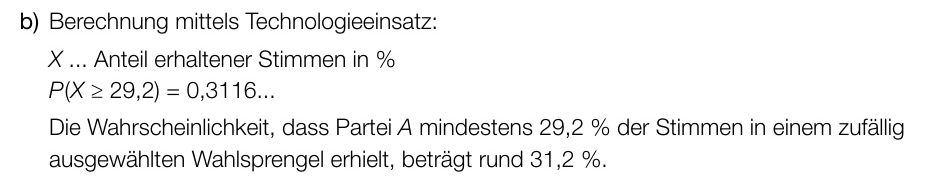 b) Berechnung mittels Technologieeinsatz:
X ... Anteil erhaltener Stimmen in %
P(X ≥ 29,2) = 0,3116...
Die Wahrscheinlichkeit, dass Partei A mindestens 29,2 % der Stimmen in einem zufällig
ausgewählten Wahlsprengel erhielt, beträgt rund 31,2 %.